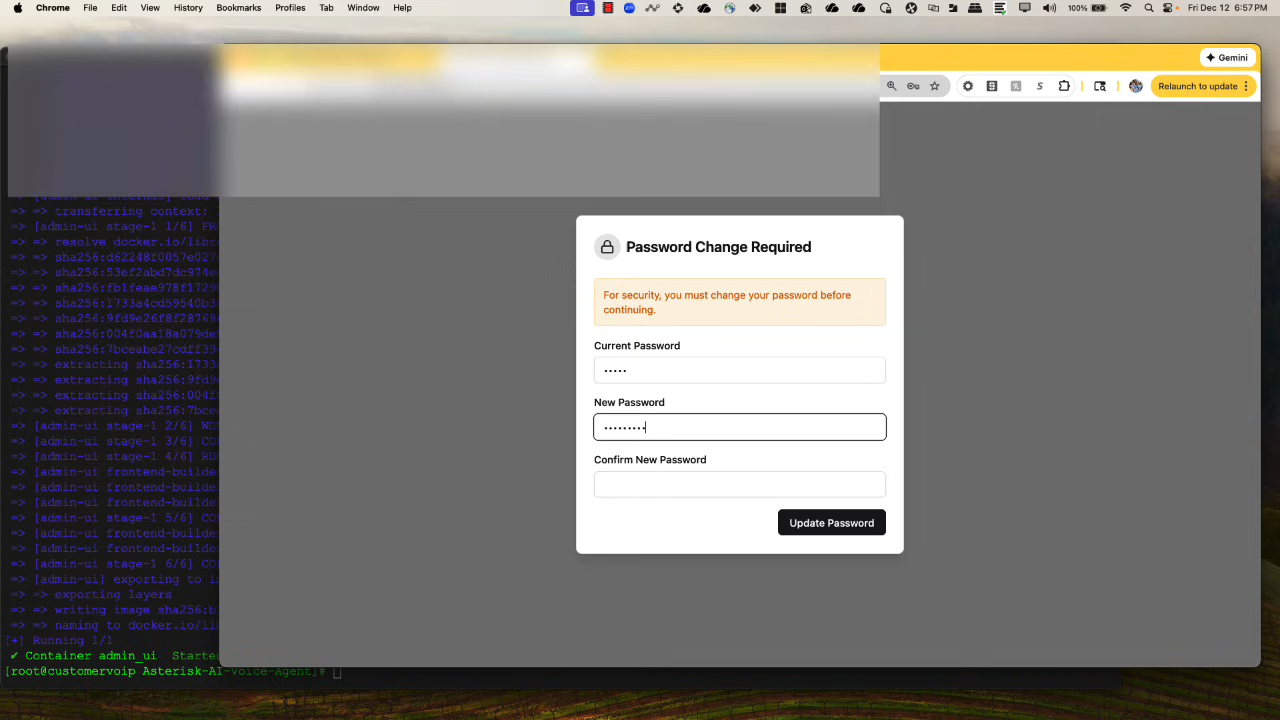 Chrome File Edit View History Bookmarks Profiles Tab Window Help
100% Fri Dec 12 6:57 PM
Gemini
Relaunch to update
=> => transferring context:
=> [admin-ui stage-1 1/6]
=> => resolve docker.io/libr
=> => sha256:d62248f0057e027
=> => sha256:53ef2abd7dc974e
=> => sha256:fb1feae978f1729
=> => sha256:1733a4cd59540b3
=> => sha256:9fd9e26f8f28769
=> => sha256:004f0aa18a079de
=> => sha256:7bceabe27cdff39
=> => extracting sha256:1733
=> => extracting sha256:9fd9
=> => extracting sha256:004f
=> => extracting sha256:7bce
=> [admin-ui stage-1 2/6] WO
=> [admin-ui stage-1 3/6] CO
=> [admin-ui stage-1 4/6] RU
=> [admin-ui frontend-builde
=> [admin-ui frontend-builde
=> [admin-ui frontend-builde
=> [admin-ui stage-1 5/6] CO
=> [admin-ui frontend-builde
=> [admin-ui frontend-builde
=> [admin-ui stage-1 6/6] CO
=> [admin-ui] exporting to i
=> => exporting layers
=> => writing image sha256:b
=> => naming to docker.io/li
[+] Running 1/1
✔ Container admin_ui Starte
[root@customervoip Asterisk-AI-Voice-Agent]#
Password Change Required
For security, you must change your password before
continuing.
Current Password
•••••
New Password
•••••••••
Confirm New Password
Update Password